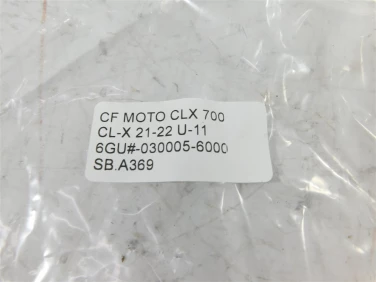 CF MOTO CLX 700
CL-X 21-22 U-11
6GU#-030005-6000
SB.A369